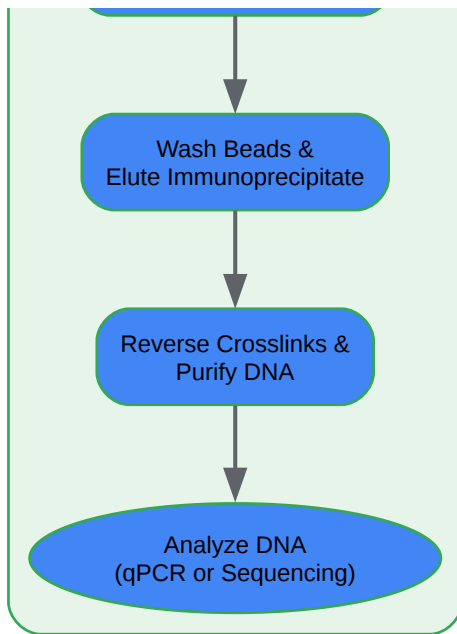 Wash Beads &
Elute Immunoprecipitate
Reverse Crosslinks &
Purify DNA
Analyze DNA
(qPCR or Sequencing)